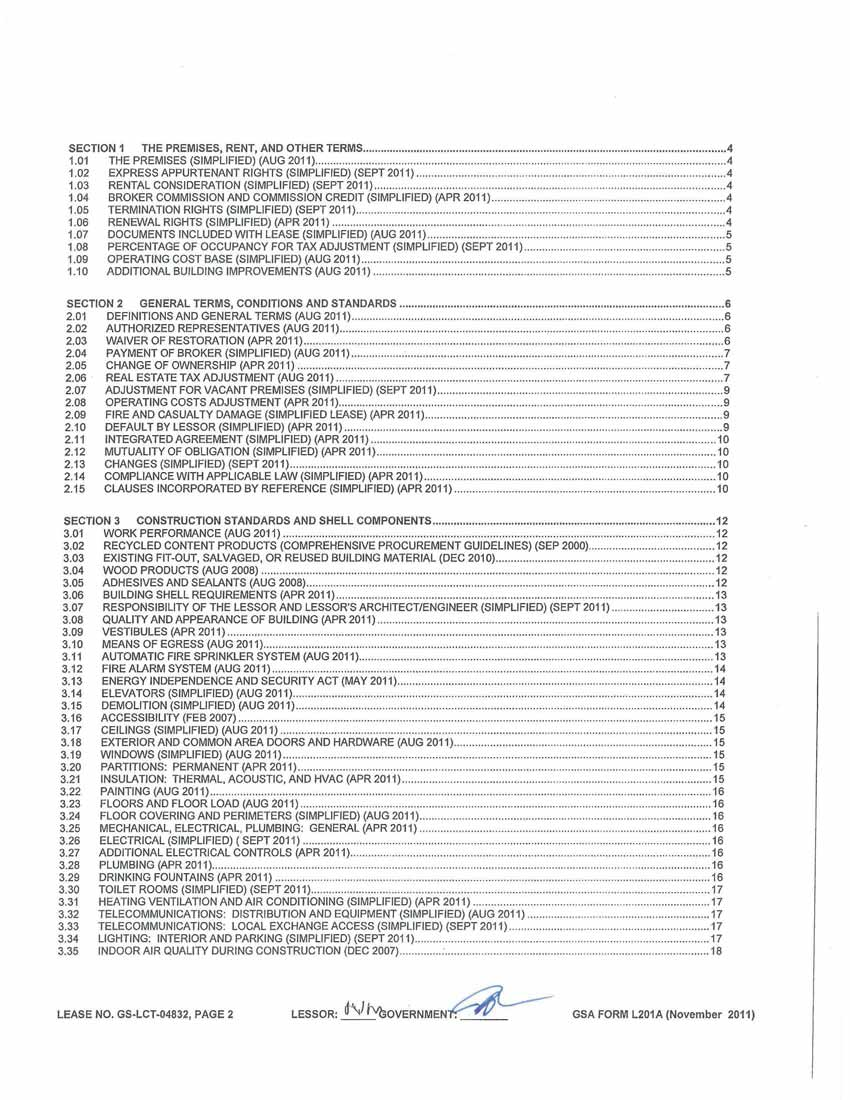 SECTION 1 THE PREMISES, RENT, AND OTHER TERMS....4
1.01 THE PREMISES (SIMPLIFIED) (AUG 2011)....4
1.02 EXPRESS APPURTENANT RIGHTS (SIMPLIFIED) (SEPT 2011)....4
1.03 RENTAL CONSIDERATION (SIMPLIFIED) (SEPT 2011)....4
1.04 BROKER COMMISSION AND COMMISSION CREDIT (SIMPLIFIED) (APR 2011)....4
1.05 TERMINATION RIGHTS (SIMPLIFIED) (SEPT 2011)....4
1.06 RENEWAL RIGHTS (SIMPLIFIED) (APR 2011)....4
1.07 DOCUMENTS INCLUDED WITH LEASE (SIMPLIFIED) (AUG 2011)....5
1.08 PERCENTAGE OF OCCUPANCY FOR TAX ADJUSTMENT (SIMPLIFIED) (SEPT 2011)....5
1.09 OPERATING COST BASE (SIMPLIFIED) (AUG 2011)....5
1.10 ADDITIONAL BUILDING IMPROVEMENTS (AUG 2011)....5
SECTION 2 GENERAL TERMS, CONDITIONS AND STANDARDS....6
2.01 DEFINITIONS AND GENERAL TERMS (AUG 2011)....6
2.02 AUTHORIZED REPRESENTATIVES (AUG 2011)....6
2.03 WAIVER OF RESTORATION (APR 2011)....6
2.04 PAYMENT OF BROKER (SIMPLIFIED) (AUG 2011)....7
2.05 CHANGE OF OWNERSHIP (APR 2011)....7
2.06 REAL ESTATE TAX ADJUSTMENT (AUG 2011)....7
2.07 ADJUSTMENT FOR VACANT PREMISES (SIMPLIFIED) (SEPT 2011)....9
2.08 OPERATING COSTS ADJUSTMENT (APR 2011)....9
2.09 FIRE AND CASUALTY DAMAGE (SIMPLIFIED LEASE) (APR 2011)....9
2.10 DEFAULT BY LESSOR (SIMPLIFIED) (APR 2011)....9
2.11 INTEGRATED AGREEMENT (SIMPLIFIED) (APR 2011)....10
2.12 MUTUALITY OF OBLIGATION (SIMPLIFIED) (APR 2011)....10
2.13 CHANGES (SIMPLIFIED) (SEPT 2011)....10
2.14 COMPLIANCE WITH APPLICABLE LAW (SIMPLIFIED) (APR 2011)....10
2.15 CLAUSES INCORPORATED BY REFERENCE (SIMPLIFIED) (APR 2011)....10
SECTION 3 CONSTRUCTION STANDARDS AND SHELL COMPONENTS....12
3.01 WORK PERFORMANCE (AUG 2011)....12
3.02 RECYCLED CONTENT PRODUCTS (COMPREHENSIVE PROCUREMENT GUIDELINES) (SEP 2000)....12
3.03 EXISTING FIT-OUT, SALVAGED, OR REUSED BUILDING MATERIAL (DEC 2010)....12
3.04 WOOD PRODUCTS (AUG 2008)....12
3.05 ADHESIVES AND SEALANTS (AUG 2008)....12
3.06 BUILDING SHELL REQUIREMENTS (APR 2011)....13
3.07 RESPONSIBILITY OF THE LESSOR AND LESSOR'S ARCHITECT/ENGINEER (SIMPLIFIED) (SEPT 2011)....13
3.08 QUALITY AND APPEARANCE OF BUILDING (APR 2011)....13
3.09 VESTIBULES (APR 2011)....13
3.10 MEANS OF EGRESS (AUG 2011)....13
3.11 AUTOMATIC FIRE SPRINKLER SYSTEM (AUG 2011)....13
3.12 FIRE ALARM SYSTEM (AUG 2011)....14
3.13 ENERGY INDEPENDENCE AND SECURITY ACT (MAY 2011)....14
3.14 ELEVATORS (SIMPLIFIED) (AUG 2011)....14
3.15 DEMOLITION (SIMPLIFIED) (AUG 2011)....14
3.16 ACCESSIBILITY (FEB 2007)....15
3.17 CEILINGS (SIMPLIFIED) (AUG 2011)....15
3.18 EXTERIOR AND COMMON AREA DOORS AND HARDWARE (AUG 2011)....15
3.19 WINDOWS (SIMPLIFIED) (AUG 2011)....15
3.20 PARTITIONS: PERMANENT (APR 2011)....15
3.21 INSULATION: THERMAL, ACOUSTIC, AND HVAC (APR 2011)....15
3.22 PAINTING (AUG 2011)....16
3.23 FLOORS AND FLOOR LOAD (AUG 2011)....16
3.24 FLOOR COVERING AND PERIMETERS (SIMPLIFIED) (AUG 2011)....16
3.25 MECHANICAL, ELECTRICAL, PLUMBING: GENERAL (APR 2011)....16
3.26 ELECTRICAL (SIMPLIFIED) ( SEPT 2011)....16
3.27 ADDITIONAL ELECTRICAL CONTROLS (APR 2011)....16
3.28 PLUMBING (APR 2011)....16
3.29 DRINKING FOUNTAINS (APR 2011)....16
3.30 TOILET ROOMS (SIMPLIFIED) (SEPT 2011)....17
3.31 HEATING VENTILATION AND AIR CONDITIONING (SIMPLIFIED) (APR 2011)....17
3.32 TELECOMMUNICATIONS: DISTRIBUTION AND EQUIPMENT (SIMPLIFIED) (AUG 2011)....17
3.33 TELECOMMUNICATIONS: LOCAL EXCHANGE ACCESS (SIMPLIFIED) (SEPT 2011)....17
3.34 LIGHTING: INTERIOR AND PARKING (SIMPLIFIED) (SEPT 2011)....17
3.35 INDOOR AIR QUALITY DURING CONSTRUCTION (DEC 2007)....18
LEASE NO. GS-LCT-04832, PAGE 2 LESSOR: GOVERNMENT: GSA FORM L201A (November 2011)